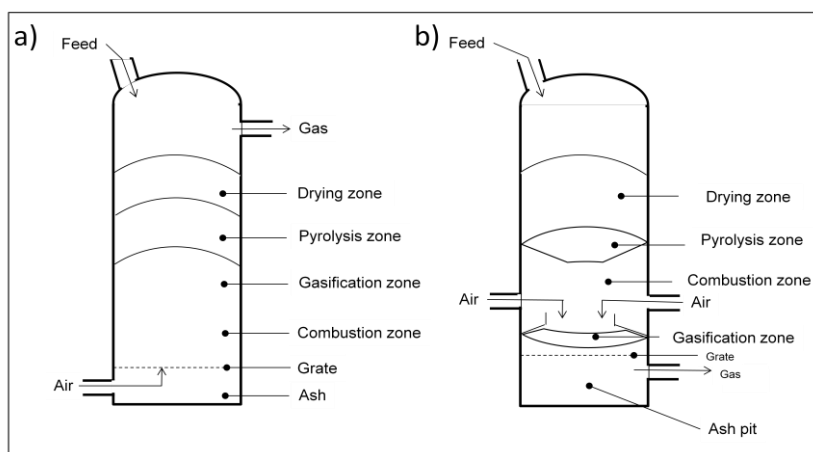 a)
Feed
Gas
Drying zone
Pyrolysis zone
Gasification zone
Combustion zone
Grate
Air
Ash
b)
Feed
Drying zone
Pyrolysis zone
Combustion zone
Air
Air
Gasification zone
Grate
Gas
Ash pit